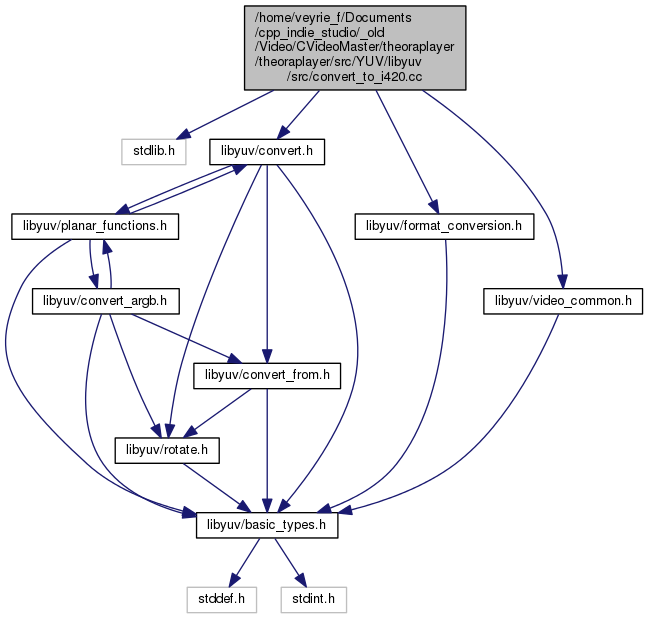 /home/veyrie_f/Documents
/cpp_indie_studio/_old
/Video/CVideoMaster/theoraplayer
/theoraplayer/src/YUV/libyuv
/src/convert_to_i420.cc
stdlib.h
libyuv/convert.h
libyuv/planar_functions.h
libyuv/format_conversion.h
libyuv/convert_argb.h
libyuv/video_common.h
libyuv/convert_from.h
libyuv/rotate.h
libyuv/basic_types.h
stddef.h
stdint.h